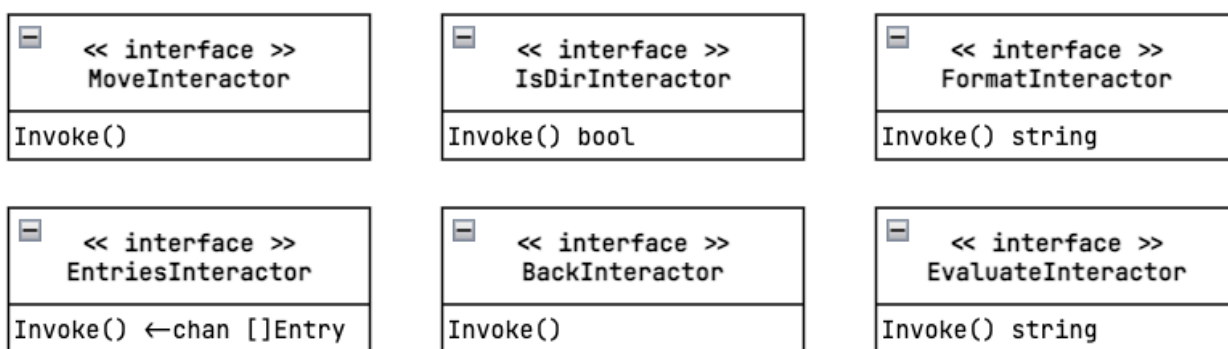 << interface >>
MoveInteractor
Invoke()
<< interface >>
IsDirInteractor
Invoke() bool
<< interface >>
FormatInteractor
Invoke() string
<< interface >>
EntriesInteractor
Invoke() <-chan []Entry
<< interface >>
BackInteractor
Invoke()
<< interface >>
EvaluateInteractor
Invoke() string